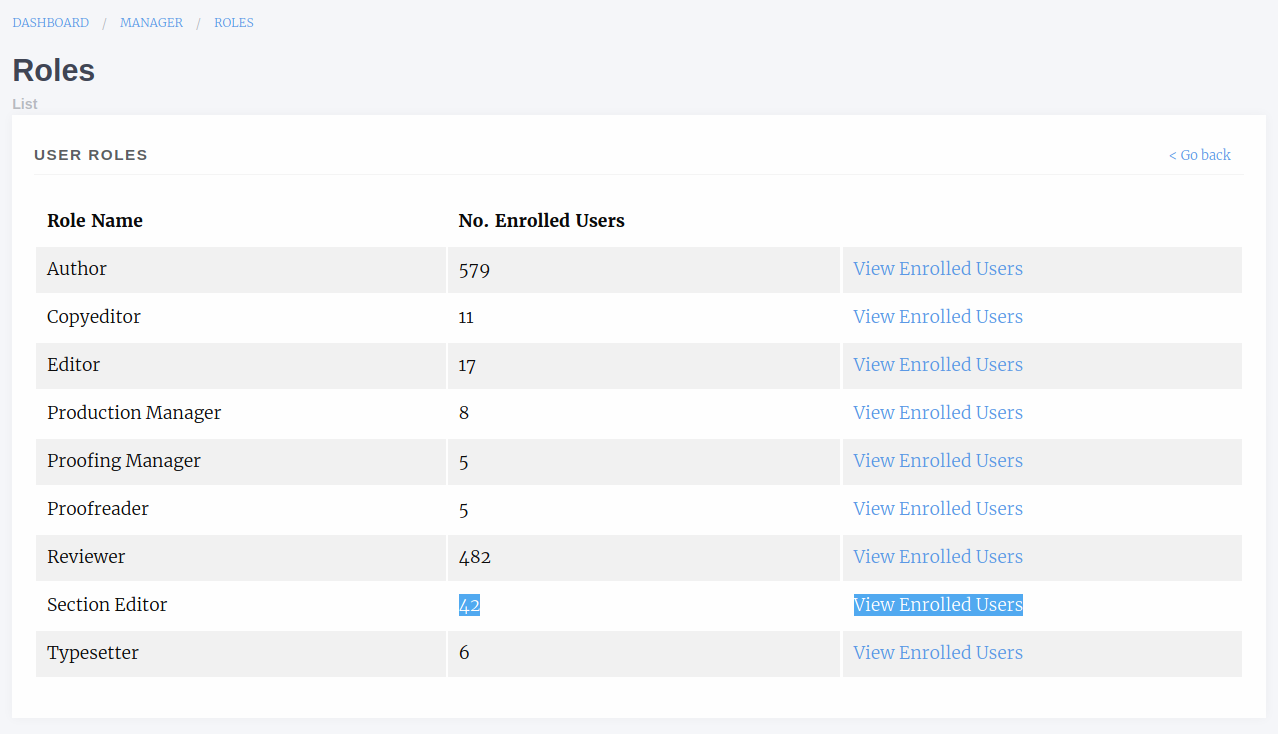 DASHBOARD / MANAGER / ROLES
Roles
List
USER ROLES < Go back
Role Name No. Enrolled Users
Author 579 View Enrolled Users
Copyeditor 11 View Enrolled Users
Editor 17 View Enrolled Users
Production Manager 8 View Enrolled Users
Proofing Manager 5 View Enrolled Users
Proofreader 5 View Enrolled Users
Reviewer 482 View Enrolled Users
Section Editor 42 View Enrolled Users
Typesetter 6 View Enrolled Users